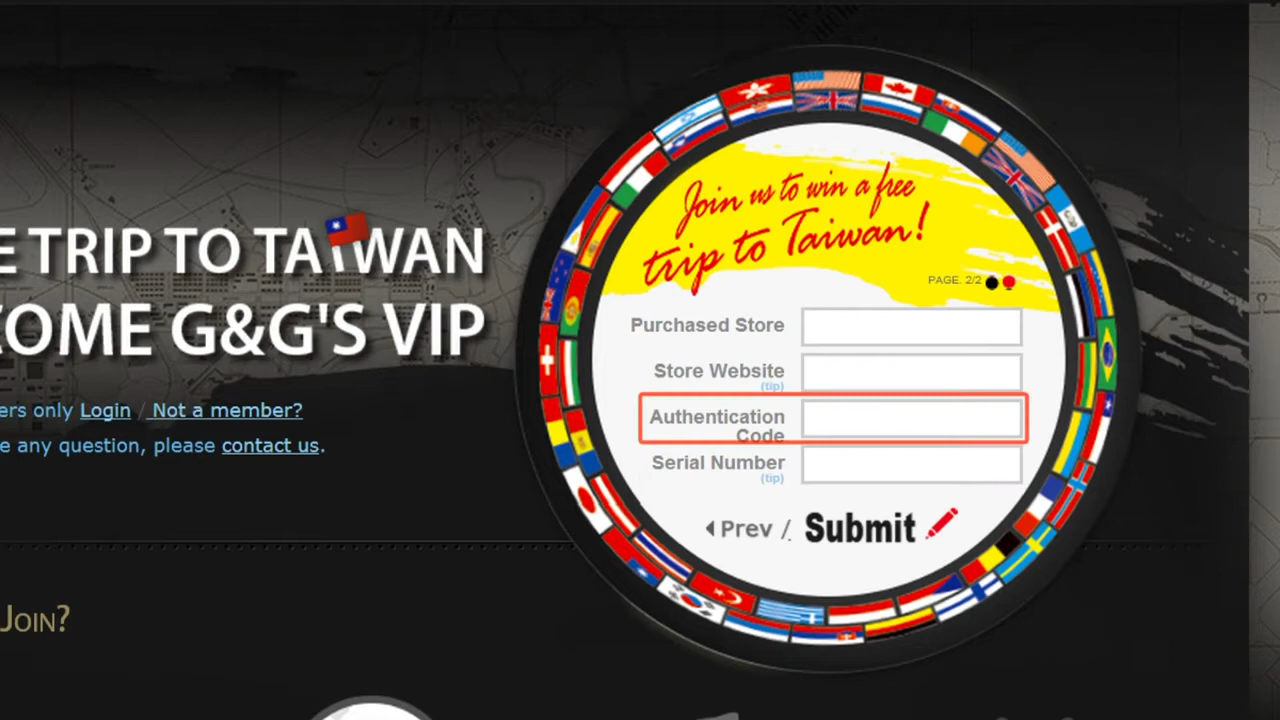 E TRIP TO TAIWAN
COME G&G'S VIP
ers only Login / Not a member?
e any question, please contact us.
JOIN?
Join us to win a free
trip to Taiwan!
PAGE. 2/2
Purchased Store
Store Website
(tip)
Authentication
Code
Serial Number
(tip)
Prev /. Submit